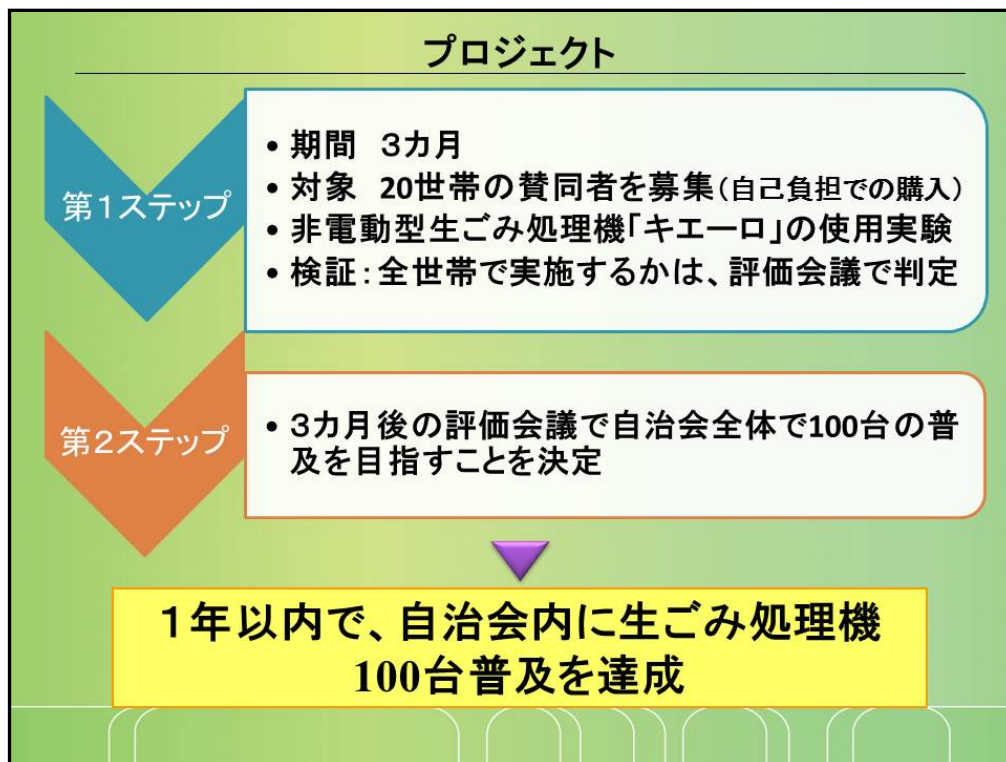 プロジェクト
第1ステップ
• 期間　3カ月
• 対象　20世帯の賛同者を募集(自己負担での購入)
• 非電動型生ごみ処理機「キエーロ」の使用実験
• 検証：全世帯で実施するかは、評価会議で判定
第2ステップ
• 3カ月後の評価会議で自治会全体で100台の普
及を目指すことを決定
1年以内で、自治会内に生ごみ処理機
100台普及を達成